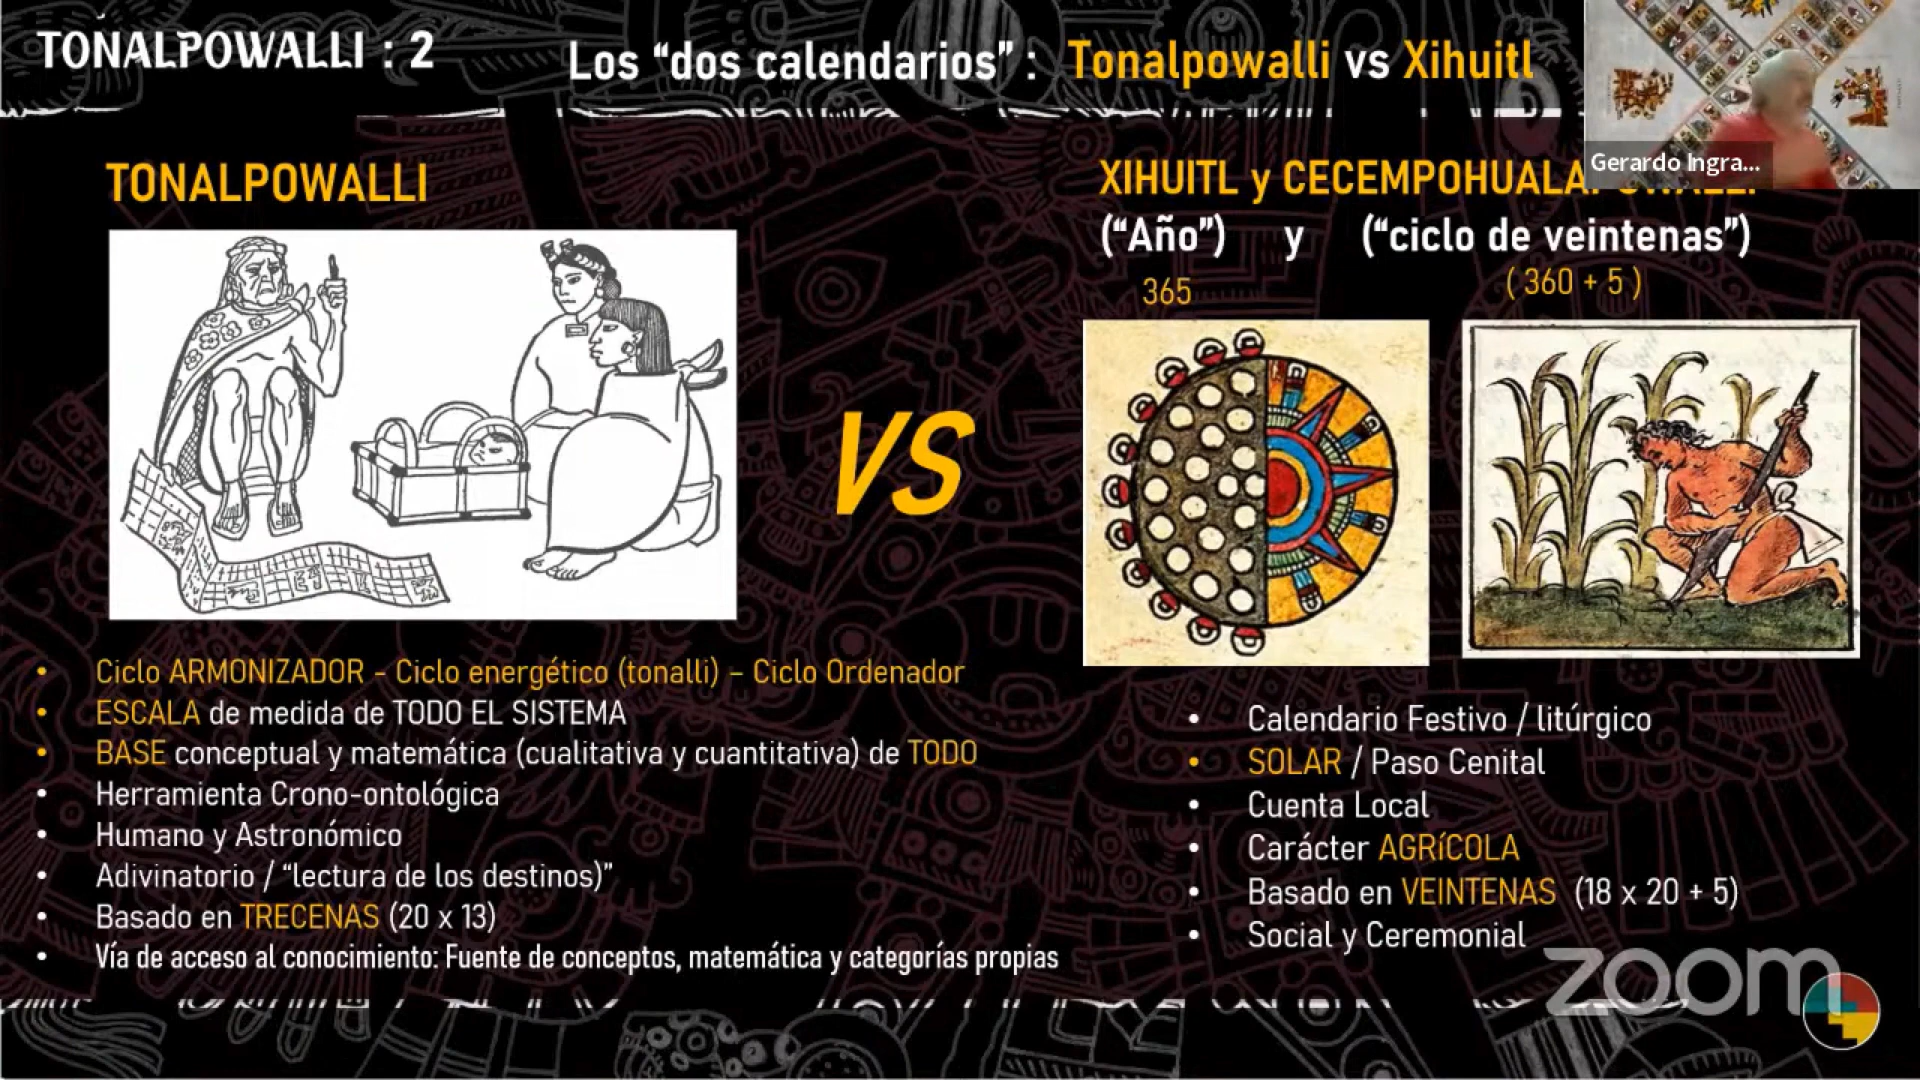 TONALPOWALLI : 2
Los “dos calendarios” : Tonalpowalli vs Xihuitl
Gerardo Ingra...
TONALPOWALLI
XIHUITL y
(“Año”) y (“ciclo de veintenas”)
365
( 360 + 5 )
VS
• Ciclo ARMONIZADOR - Ciclo energético (tonalli) – Ciclo Ordenador
• ESCALA de medida de TODO EL SISTEMA
• BASE conceptual y matemática (cualitativa y cuantitativa) de TODO
• Herramienta Crono-ontológica
• Humano y Astronómico
• Adivinatorio / “lectura de los destinos)”
• Basado en TRECENAS (20 x 13)
• Vía de acceso al conocimiento: Fuente de conceptos, matemática y categorías propias
• Calendario Festivo / litúrgico
• SOLAR / Paso Cenital
• Cuenta Local
• Carácter AGRíCOLA
• Basado en VEINTENAS (18 x 20 + 5)
• Social y Ceremonial
zoom